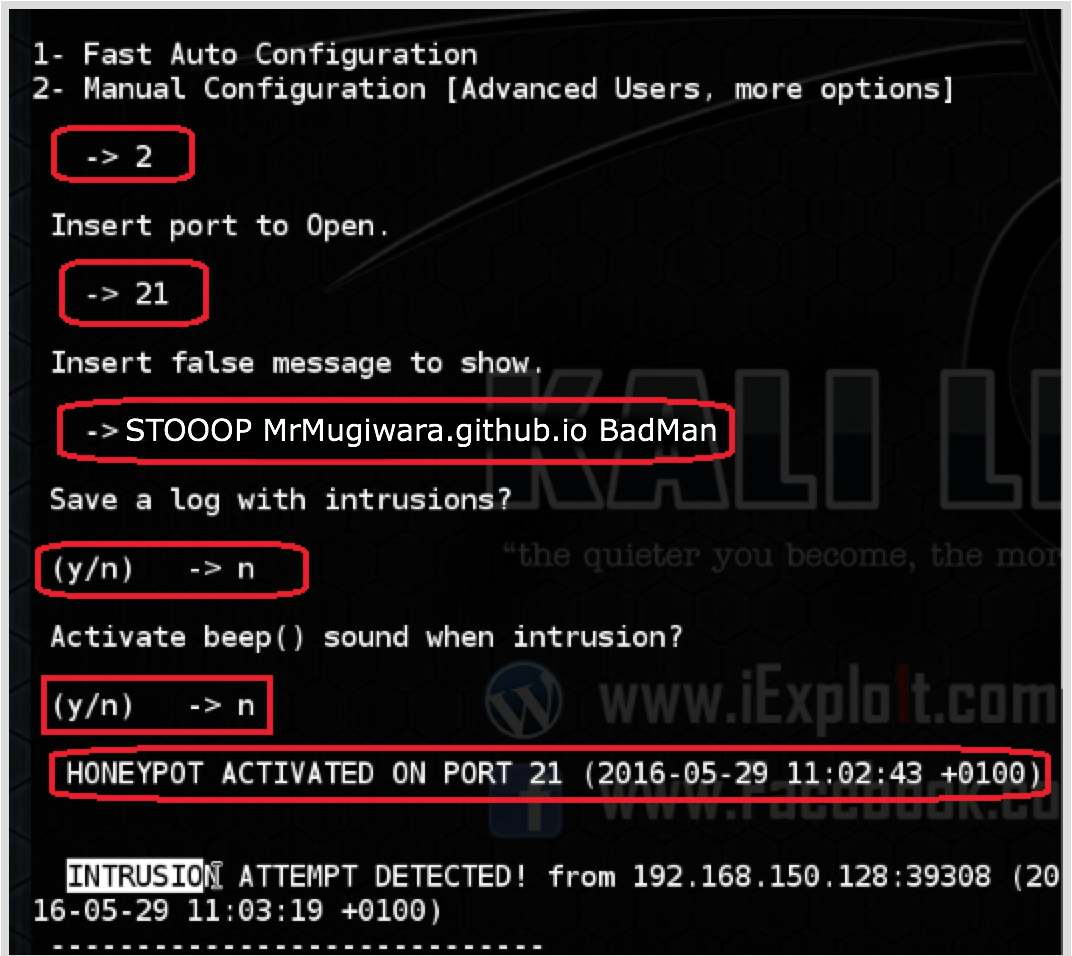 1- Fast Auto Configuration
2- Manual Configuration [Advanced Users, more options]
-> 2
Insert port to Open.
-> 21
Insert false message to show.
-> STOOOP MrMugiwara.github.io BadMan
KALI LI
Save a log with intrusions?
"the quieter you become, the mor
(y/n)   -> n
Activate beep() sound when intrusion?
www.iExploIt.com
(y/n)   -> n
HONEYPOT ACTIVATED ON PORT 21 (2016-05-29 11:02:43 +0100)
www.Facebook.co
INTRUSION ATTEMPT DETECTED! from 192.168.150.128:39308 (20
16-05-29 11:03:19 +0100)
-----------------------------